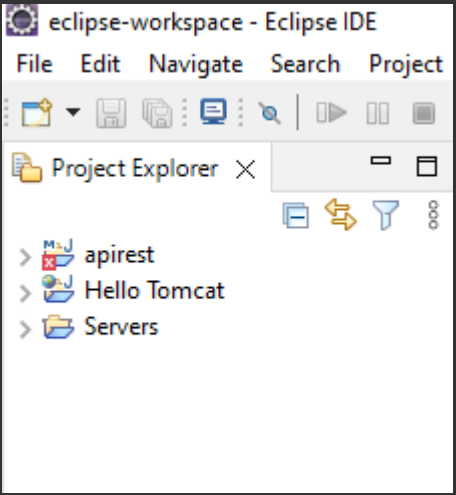 eclipse-workspace - Eclipse IDE
File Edit Navigate Search Project
Project Explorer
apirest
Hello Tomcat
Servers